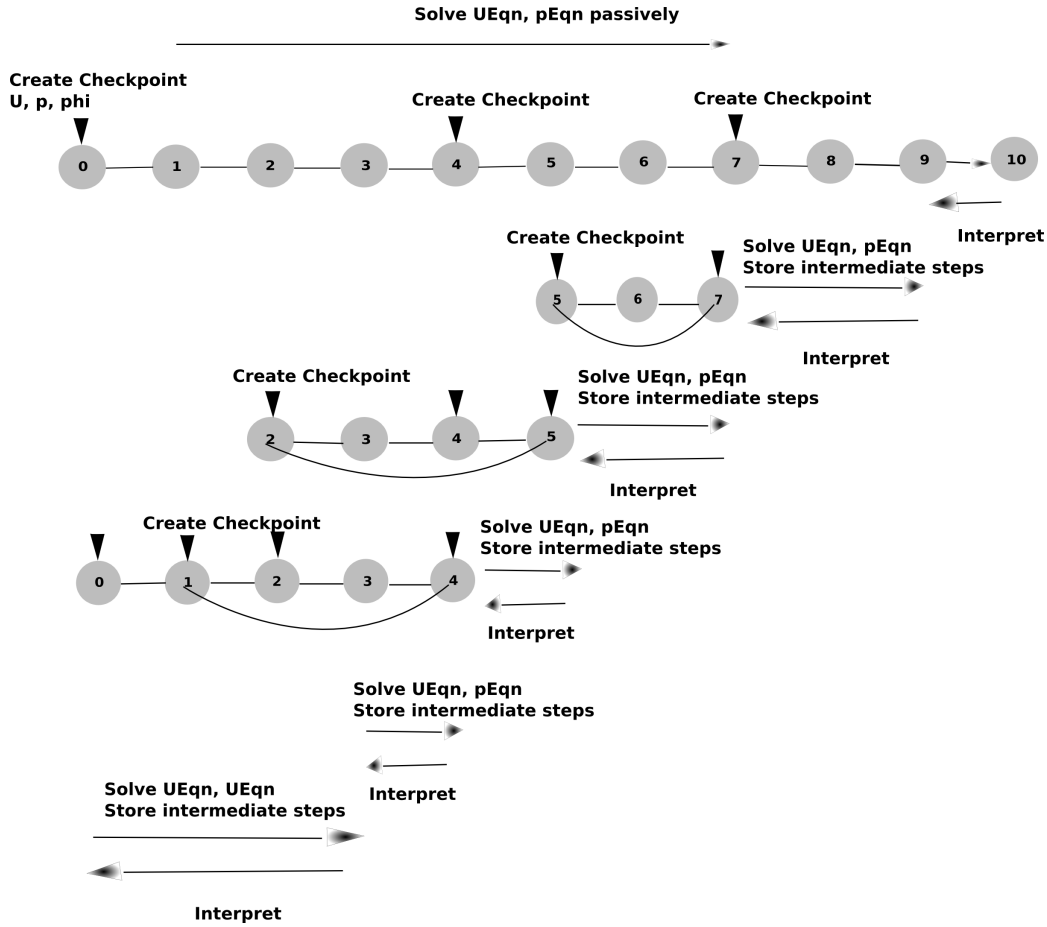 Solve UEqn, pEqn passively
Create Checkpoint
U, p, phi
Create Checkpoint
Create Checkpoint
0 1 2 3 4 5 6 7 8 9 10
Interpret
Create Checkpoint
5 6 7
Solve UEqn, pEqn
Store intermediate steps
Interpret
Create Checkpoint
2 3 4 5
Solve UEqn, pEqn
Store intermediate steps
Interpret
Create Checkpoint
0 1 2 3 4
Solve UEqn, pEqn
Store intermediate steps
Interpret
Solve UEqn, pEqn
Store intermediate steps
Interpret
Solve UEqn, UEqn
Store intermediate steps
Interpret